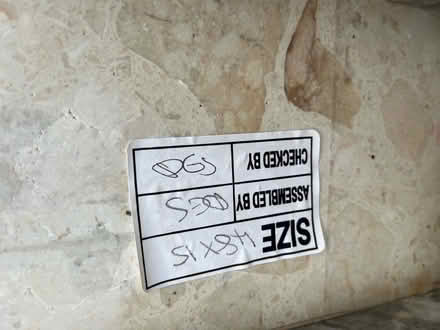 SIZE 48X15
ASSEMBLED BY
CHECKED BY